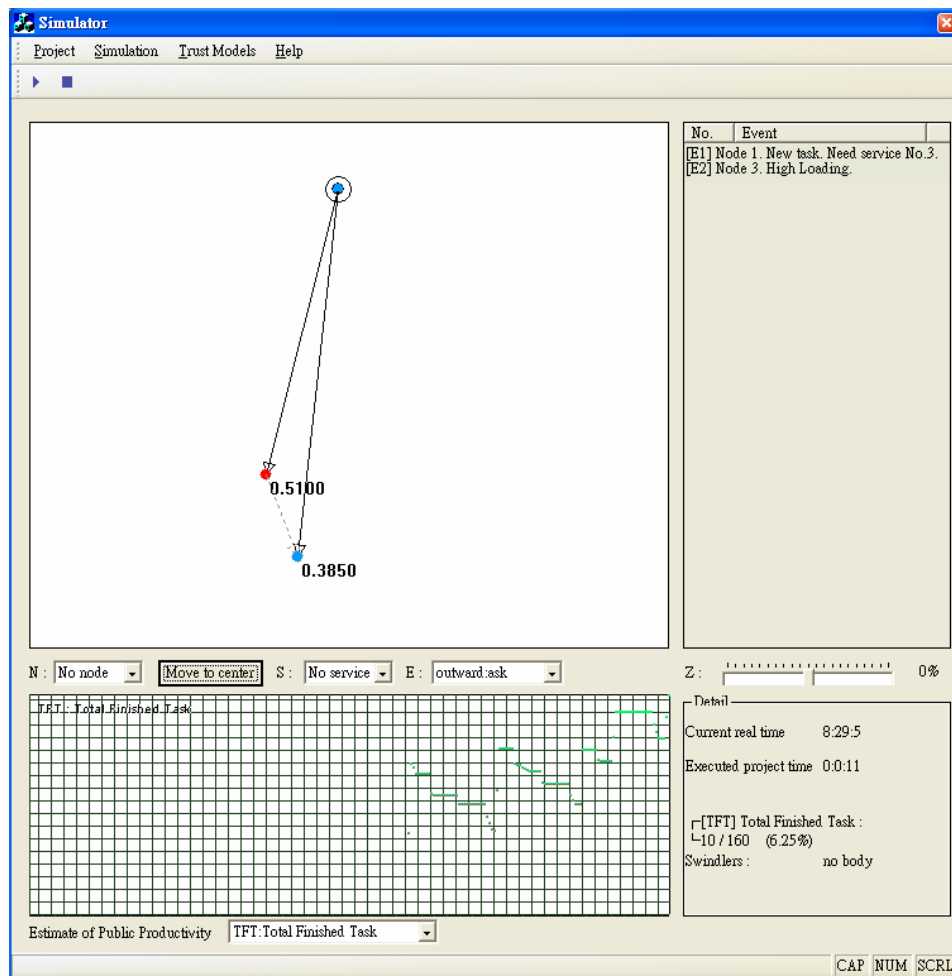 Simulator
Project Simulation Trust Models Help
No. Event
[E1] Node 1. New task. Need service No.3.
[E2] Node 3. High Loading.
0.5100
0.3850
N : No node Move to center S : No service E : outward:ask Z : 0%
TFT : Total Finished Task
Detail
Current real time 8:29:5
Executed project time 0:0:11
[TFT] Total Finished Task :
10 / 160 (6.25%)
Swindlers : no body
Estimate of Public Productivity TFT:Total Finished Task
CAP NUM SCRL